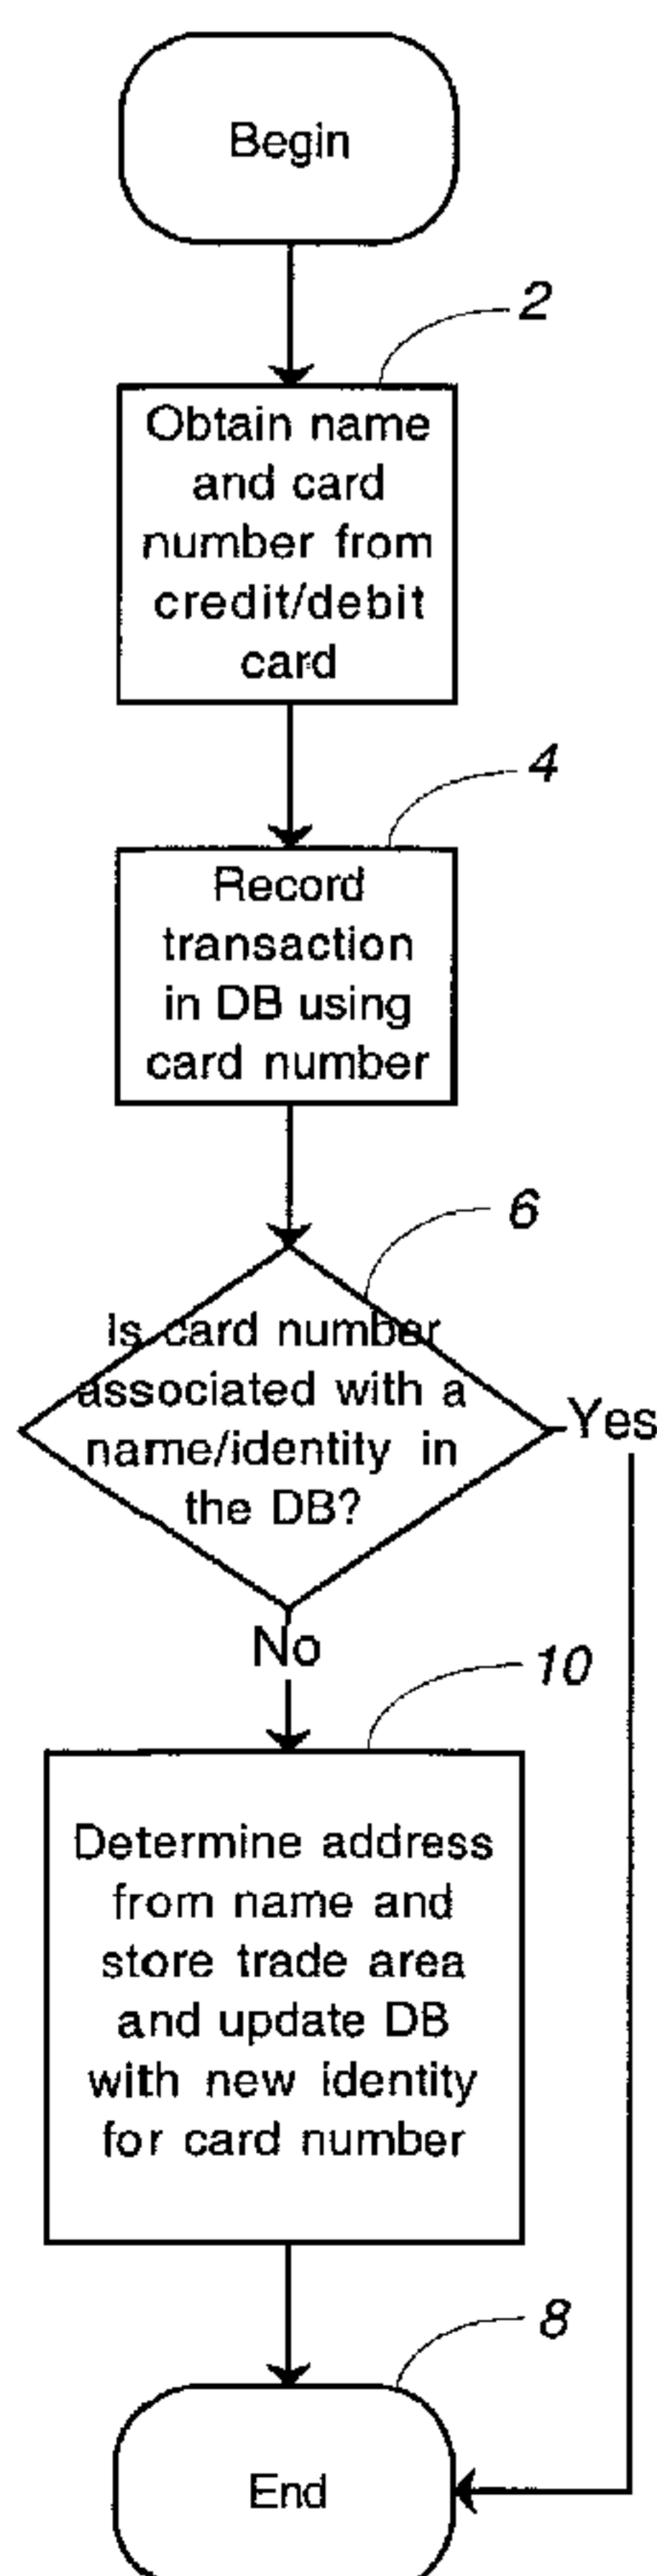 Begin
2
Obtain name
and card
number from
credit/debit
card
4
Record
transaction
in DB using
card number
6
Is card number
associated with a
name/identity in
the DB?
Yes
No
10
Determine address
from name and
store trade area
and update DB
with new identity
for card number
8
End